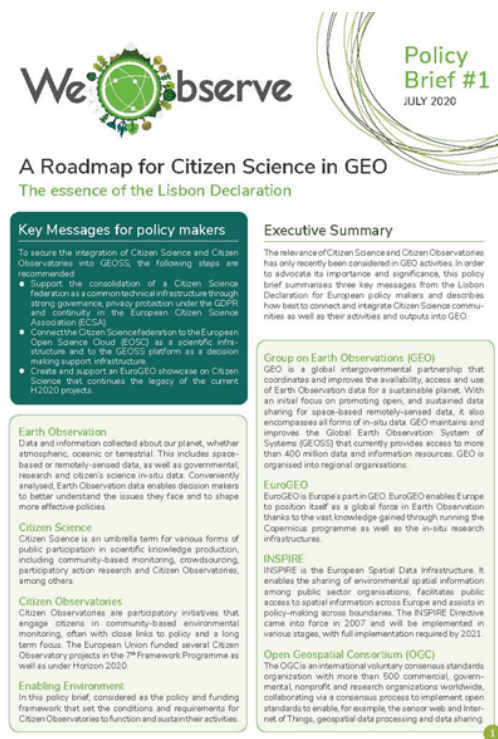 We Observe
Policy
Brief #1
JULY 2020
A Roadmap for Citizen Science in GEO
The essence of the Lisbon Declaration
Key Messages for policy makers
To secure the integration of Citizen Science and Citizen
Observatories into GEOSS, the following steps are
recommended:
● Support the consolidation of a Citizen Science
federation as a common technical infrastructure through
strong governance, privacy protection under the GDPR
and continuity in the European Citizen Science
Association (ECSA).
● Connect the Citizen Science federation to the European
Open Science Cloud (EOSC) as a scientific infra-
structure and to the GEOSS platform as a decision
making support infrastructure.
● Create and support an EuroGEO showcase on Citizen
Science that continues the legacy of the current
H2020 projects.
Earth Observation
Data and information collected about our planet, whether
atmospheric, oceanic or terrestrial. This includes space-
based or remotely-sensed data, as well as governmental,
research and citizen's science in-situ data. Conveniently
analysed, Earth Observation data enables decision makers
to better understand the issues they face and to shape
more effective policies.
Citizen Science
Citizen Science is an umbrella term for various forms of
public participation in scientific knowledge production,
including community-based monitoring, crowdsourcing,
participatory action research and Citizen Observatories,
among others.
Citizen Observatories
Citizen Observatories are participatory initiatives that
engage citizens in community-based environmental
monitoring, often with close links to policy and a long
term focus. The European Union funded several Citizen
Observatory projects in the 7th Framework Programme as
well as under Horizon 2020.
Enabling Environment
In this policy brief, considered as the policy and funding
framework that set the conditions and requirements for
Citizen Observatories to function and sustain their activities.
Executive Summary
The relevance of Citizen Science and Citizen Observatories
has only recently been considered in GEO activities. In order
to advocate its importance and significance, this policy
brief summarises three key messages from the Lisbon
Declaration for European policy makers and describes
how best to connect and integrate Citizen Science commu-
nities as well as their activities and outputs into GEO.
Group on Earth Observations (GEO)
GEO is a global intergovernmental partnership that
coordinates and improves the availability, access and use
of Earth Observation data for a sustainable planet. With
an initial focus on promoting open, and sustained data
sharing for space-based remotely-sensed data, it also
encompasses all forms of in-situ data. GEO maintains and
improves the Global Earth Observation System of
Systems (GEOSS) that currently provides access to more
than 400 million data and information resources. GEO is
organised into regional organisations.
EuroGEO
EuroGEO is Europe's part in GEO. EuroGEO enables Europe
to position itself as a global force in Earth Observation
thanks to the vast knowledge gained through running the
Copernicus programme as well as the in-situ research
infrastructures.
INSPIRE
INSPIRE is the European Spatial Data Infrastructure. It
enables the sharing of environmental spatial information
among public sector organisations, facilitates public
access to spatial information across Europe and assists in
policy-making across boundaries. The INSPIRE Directive
came into force in 2007 and will be implemented in
various stages, with full implementation required by 2021.
Open Geospatial Consortium (OGC)
The OGC is an international voluntary consensus standards
organization with more than 500 commercial, govern-
mental, nonprofit and research organizations worldwide,
collaborating via a consensus process to implement open
standards to enable, for example, the sensor web and Inter-
net of Things, geospatial data processing and data sharing.
1